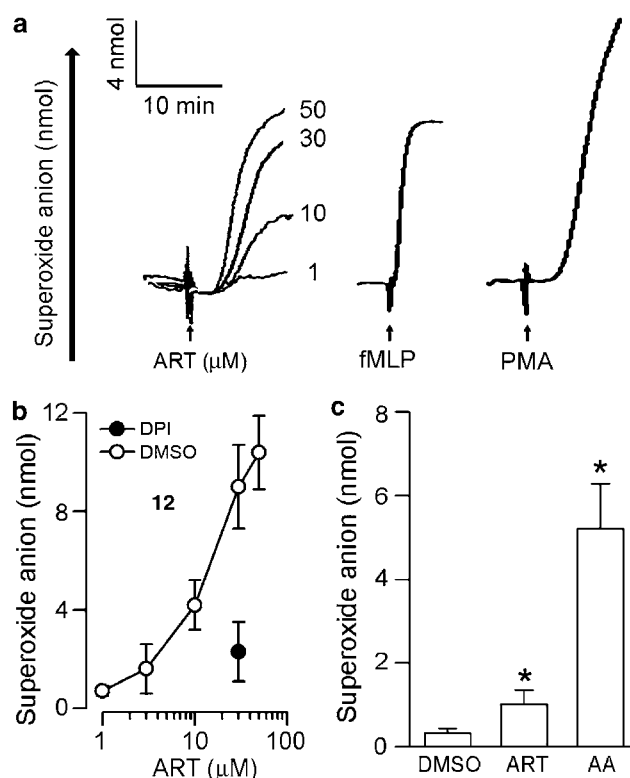 a
Superoxide anion (nmol)
4 nmol
10 min
50
30
10
1
ART (μM)
fMLP
PMA
b
Superoxide anion (nmol)
12
8
4
0
DPI
DMSO
12
1
10
100
ART (μM)
c
Superoxide anion (nmol)
8
6
4
2
0
*
*
DMSO
ART
AA